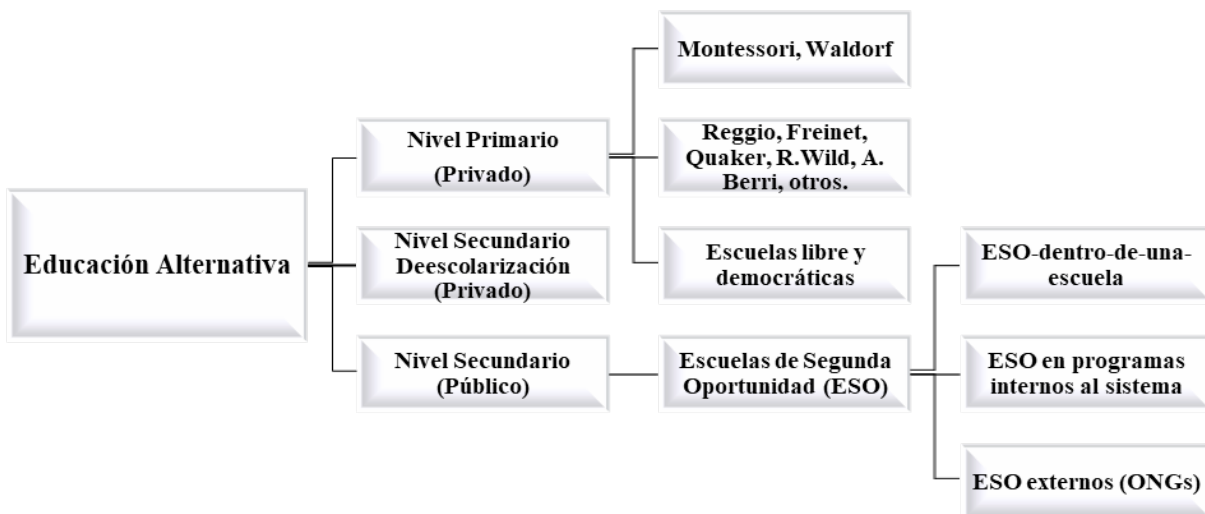 Educación Alternativa
Nivel Primario
(Privado)
Montessori, Waldorf
Reggio, Freinet,
Quaker, R.Wild, A.
Berri, otros.
Escuelas libre y
democráticas
Nivel Secundario
Deescolarización
(Privado)
Nivel Secundario
(Público)
Escuelas de Segunda
Oportunidad (ESO)
ESO-dentro-de-una-
escuela
ESO en programas
internos al sistema
ESO externos (ONGs)